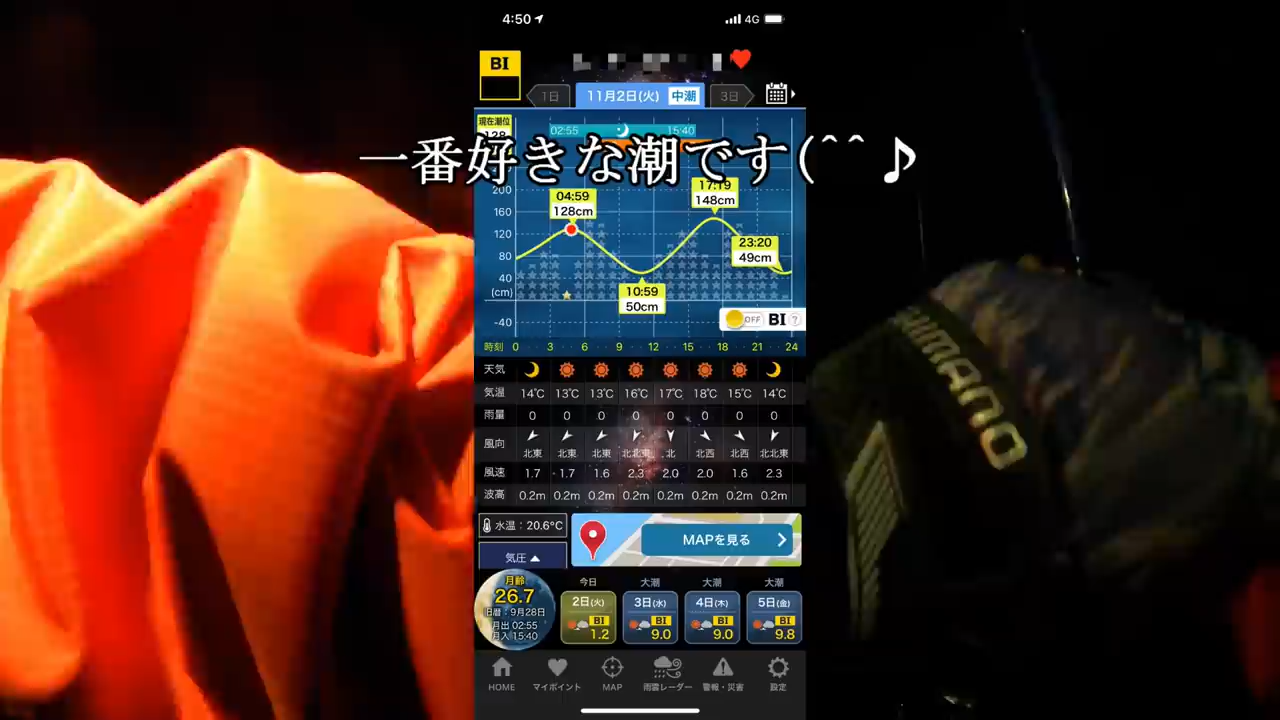 4:50
4G
BI
1日
11月2日(火) 中潮
3日
現在潮位
02:55
15:40
一番好きな潮です(^^♪
200
04:59
128cm
17:19
148cm
160
120
23:20
49cm
80
40
(cm)
10:59
50cm
OFF BI ?
-40
時刻 0 3 6 9 12 15 18 21 24
天気
気温 14℃ 13℃ 13℃ 16℃ 17℃ 18℃ 15℃ 14℃
雨量 0 0 0 0 0 0 0 0
風向 北東 北東 北東 北北東 北 北西 北西 北北東
風速 1.7 1.7 1.6 2.3 2.0 2.0 1.6 2.3
波高 0.2m 0.2m 0.2m 0.2m 0.2m 0.2m 0.2m 0.2m
水温：20.6°C
MAPを見る
気圧
月齢
26.7
旧暦：9月28日
月出 02:55
月入 15:40
今日 大潮 大潮 大潮
2日(火) 3日(水) 4日(木) 5日(金)
BI BI BI BI
1.2 9.0 9.0 9.8
HOME マイポイント MAP 雨雲レーダー 警報・災害 設定
SHIMANO